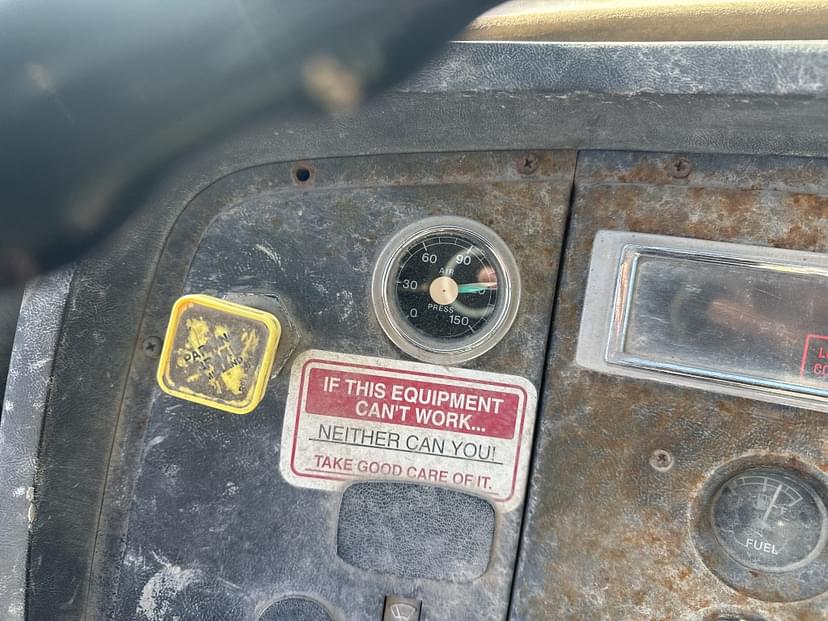 60 90
AIR
30
PRESS
0 150
IF THIS EQUIPMENT
CAN'T WORK...
NEITHER CAN YOU!
TAKE GOOD CARE OF IT.
FUEL